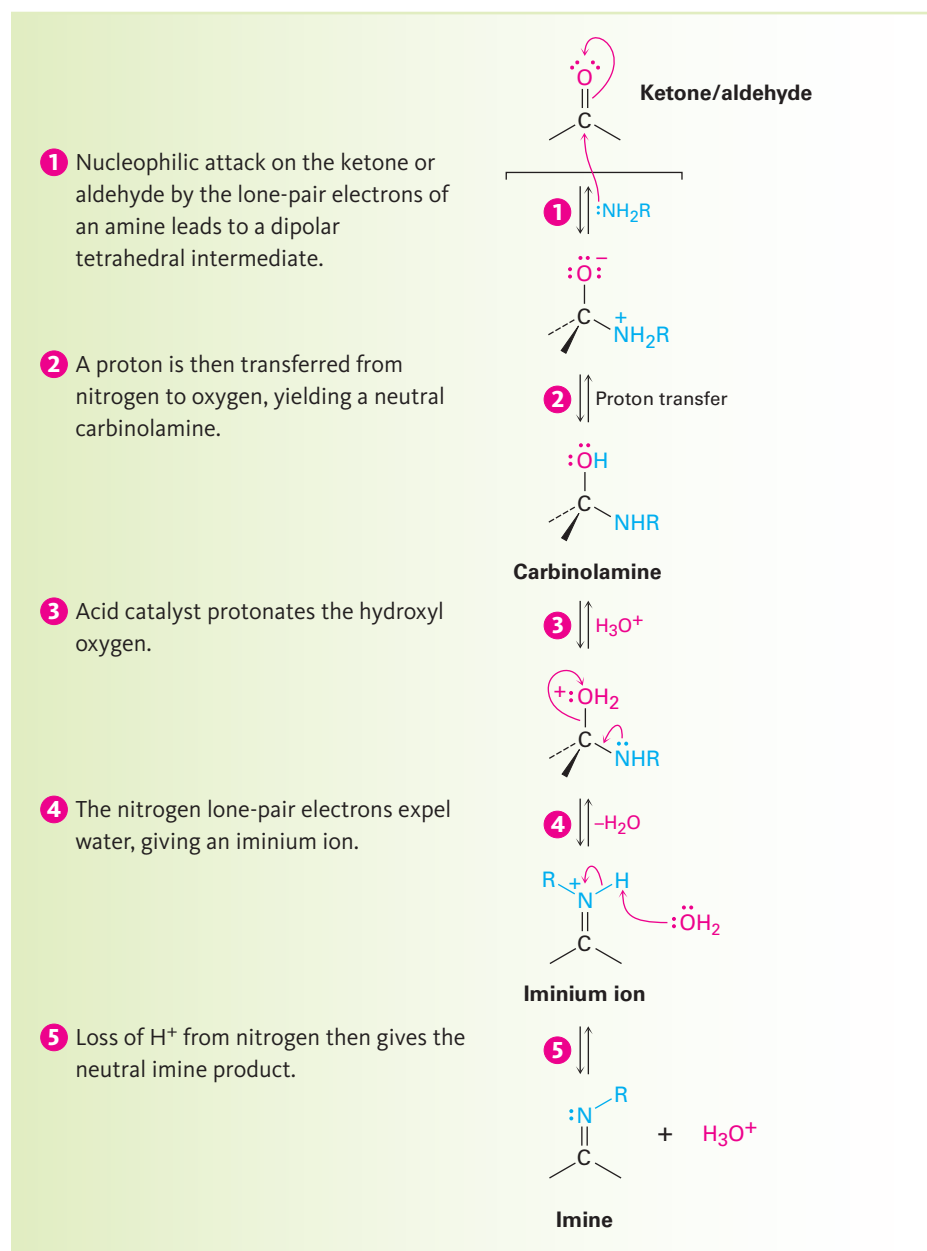 O
C
Ketone/aldehyde
1 Nucleophilic attack on the ketone or
aldehyde by the lone-pair electrons of
an amine leads to a dipolar
tetrahedral intermediate.
1 :NH₂R
:Ö:⁻
C
+
NH₂R
2 A proton is then transferred from
nitrogen to oxygen, yielding a neutral
carbinolamine.
2 Proton transfer
:ÖH
C
NHR
Carbinolamine
3 Acid catalyst protonates the hydroxyl
oxygen.
3 H₃O⁺
+:OH₂
C
N̈HR
4 The nitrogen lone-pair electrons expel
water, giving an iminium ion.
4 –H₂O
R + H
N
:ÖH₂
C
Iminium ion
5 Loss of H⁺ from nitrogen then gives the
neutral imine product.
5
R
:N
+ H₃O⁺
C
Imine